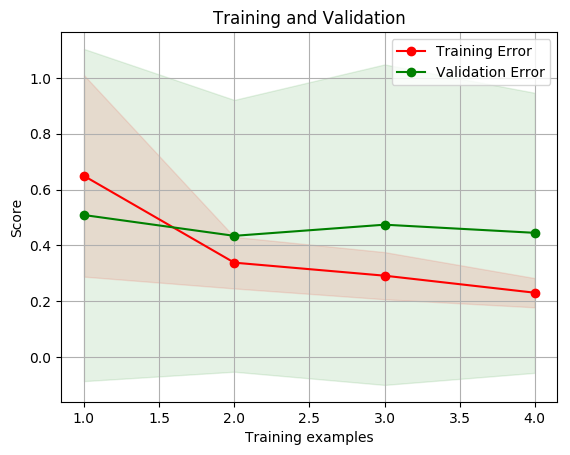 Training and Validation
Training Error
Validation Error
Score
1.0
0.8
0.6
0.4
0.2
0.0
1.0 1.5 2.0 2.5 3.0 3.5 4.0
Training examples